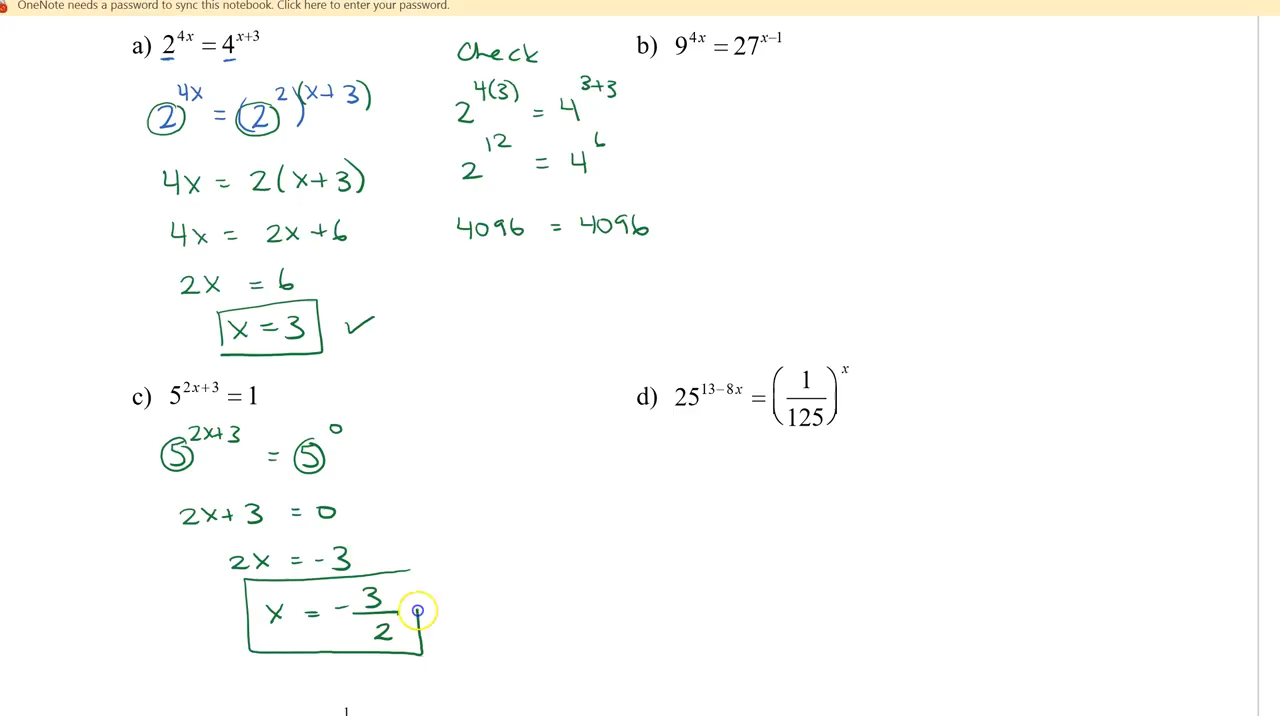 OneNote needs a password to sync this notebook. Click here to enter your password.
a) 2^{4x} = 4^{x+3}
2^{4x} = (2^2)^{(x+3)}
4x = 2(x+3)
4x = 2x+6
2x = 6
x = 3 ✓
Check
2^{4(3)} = 4^{3+3}
2^{12} = 4^6
4096 = 4096
b) 9^{4x} = 27^{x−1}
c) 5^{2x+3} = 1
5^{2x+3} = 5^0
2x+3 = 0
2x = -3
x = -3/2
d) 25^{13−8x} = (1/125)^x
1